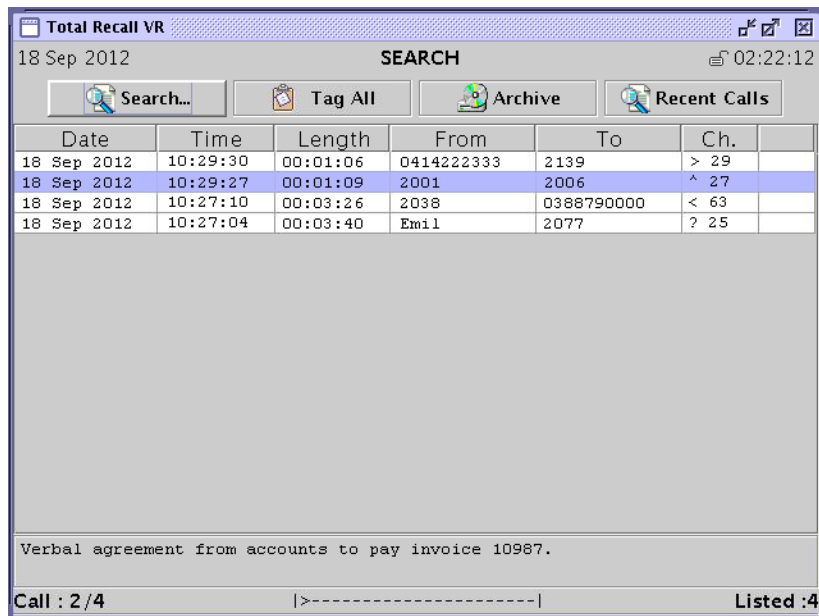 Total Recall VR
18 Sep 2012 SEARCH 02:22:12
Search... Tag All Archive Recent Calls
Date Time Length From To Ch.
18 Sep 2012 10:29:30 00:01:06 0414222333 2139 > 29
18 Sep 2012 10:29:27 00:01:09 2001 2006 ^ 27
18 Sep 2012 10:27:10 00:03:26 2038 0388790000 < 63
18 Sep 2012 10:27:04 00:03:40 Emil 2077 ? 25
Verbal agreement from accounts to pay invoice 10987.
Call : 2/4 |>-----------------------| Listed :4